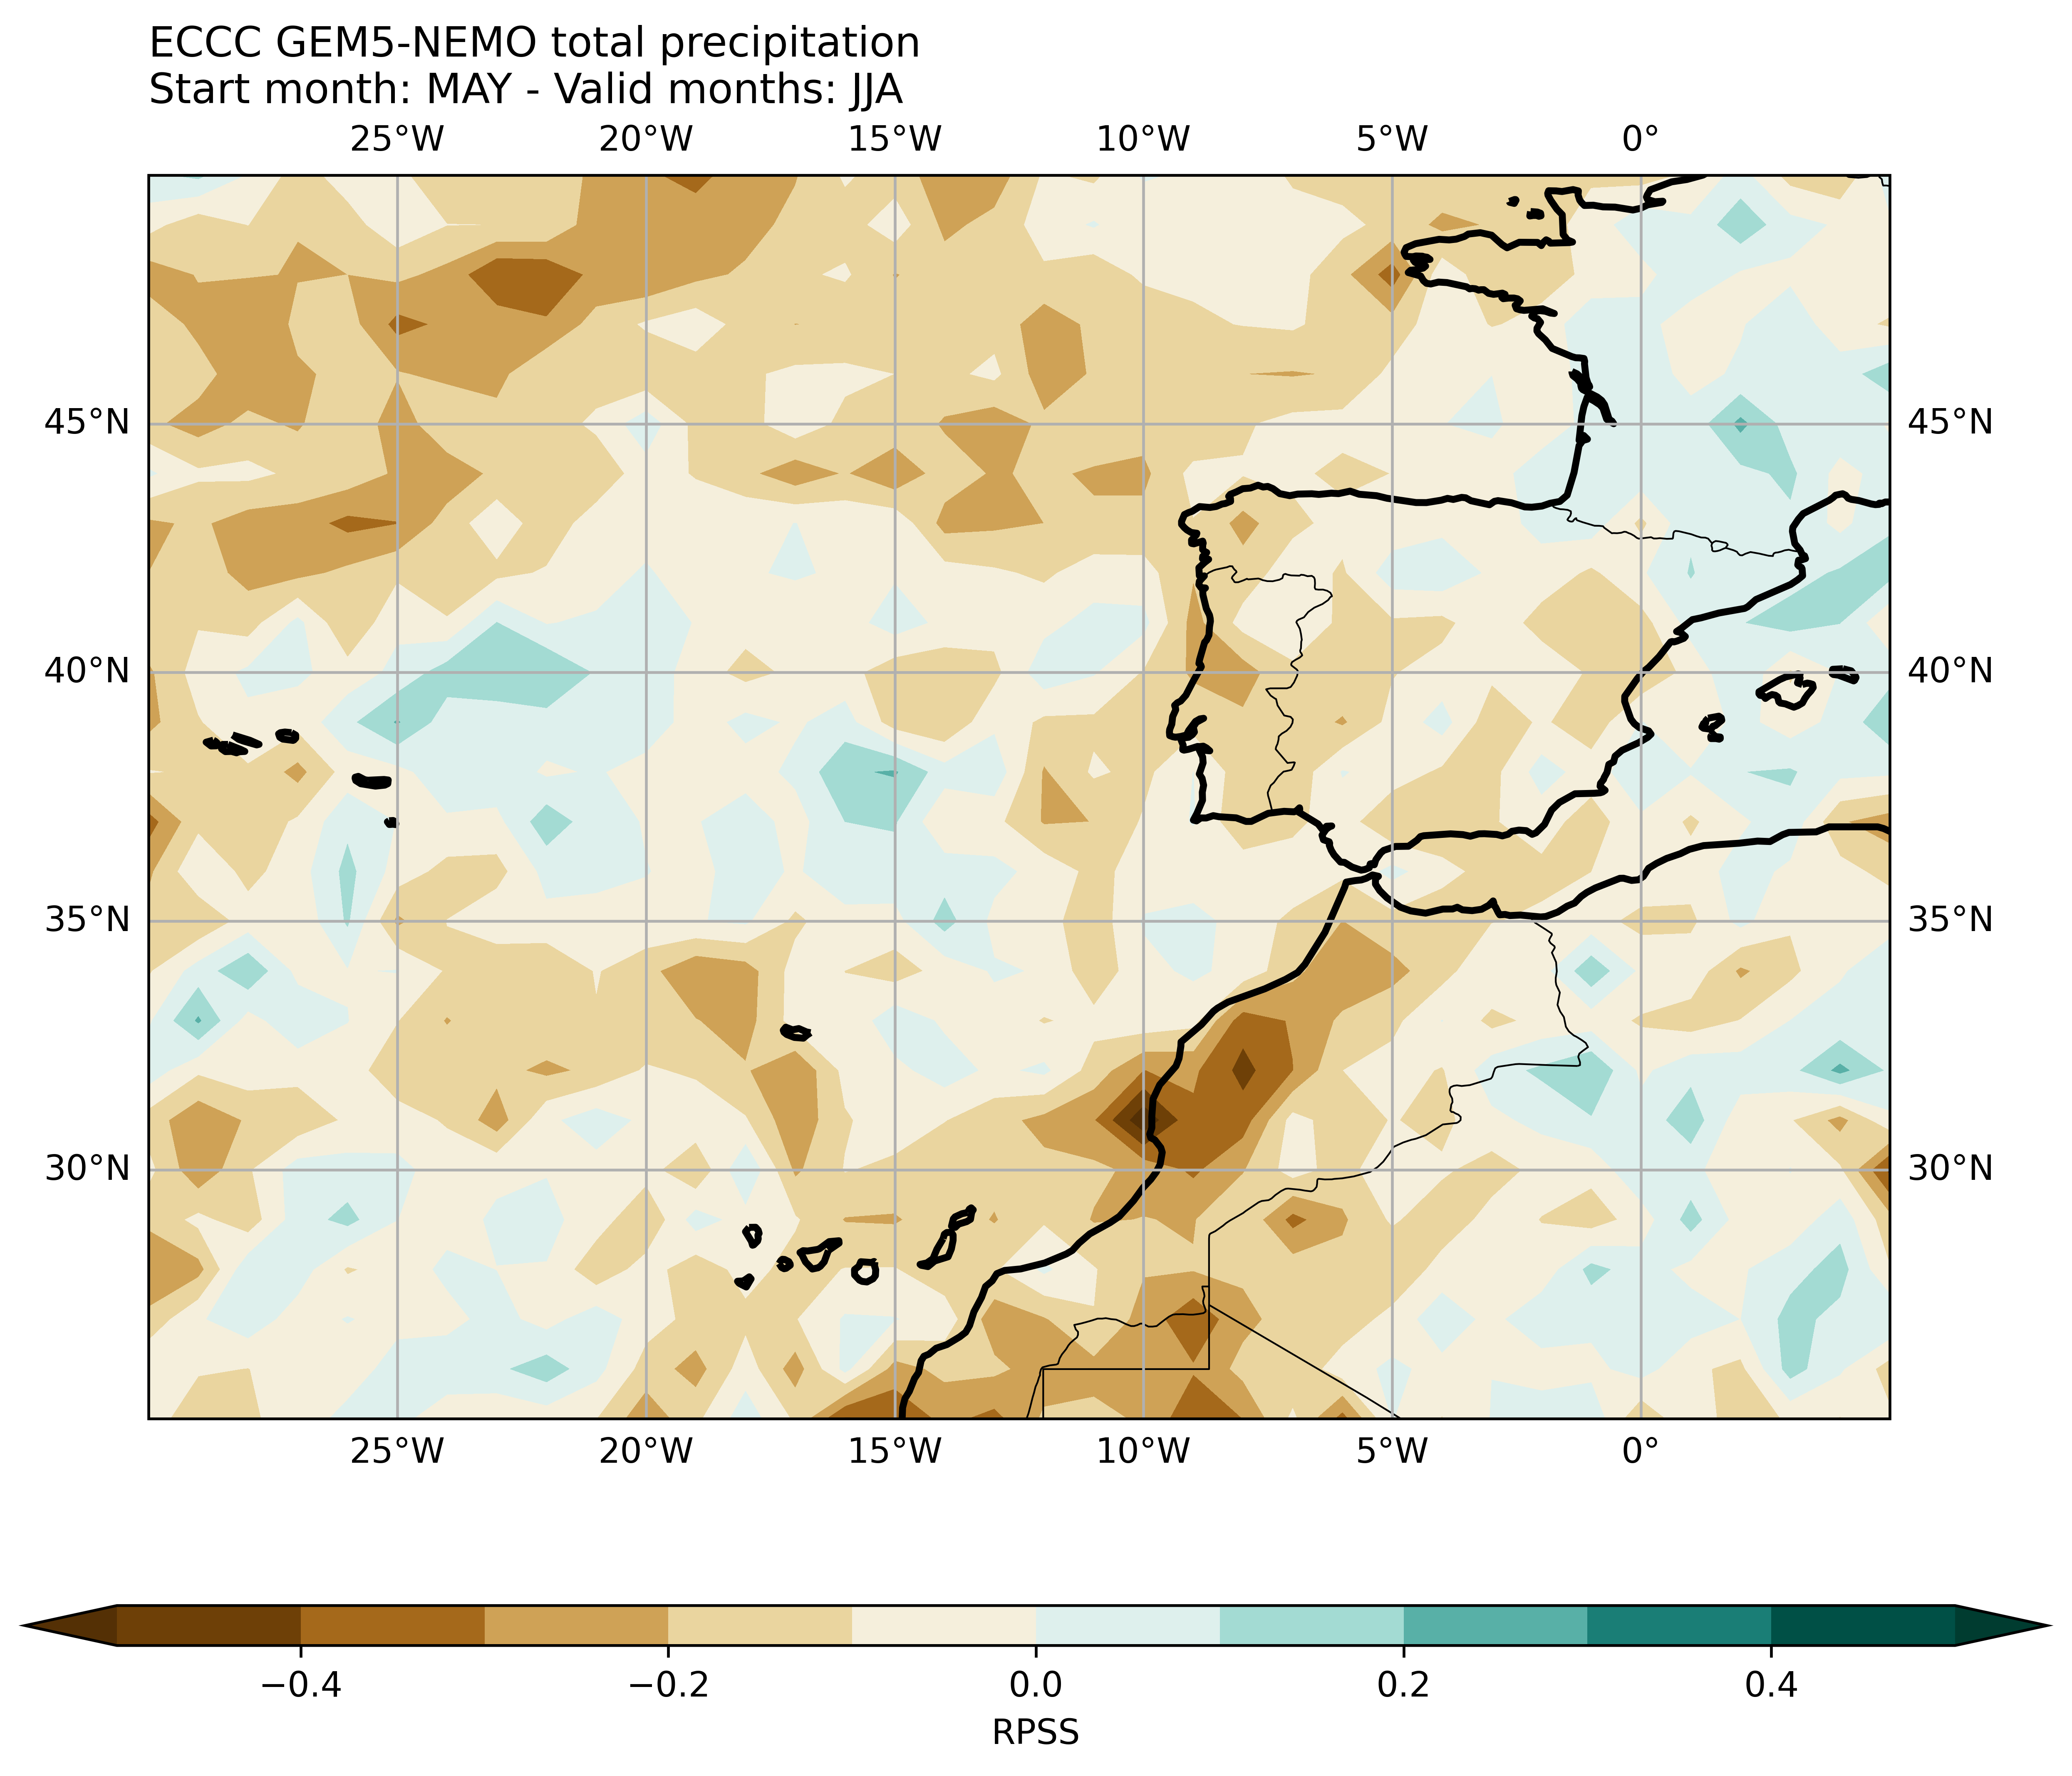 ECCC GEM5-NEMO total precipitation
Start month: MAY - Valid months: JJA
25°W 20°W 15°W 10°W 5°W 0°
45°N 45°N
40°N 40°N
35°N 35°N
30°N 30°N
25°W 20°W 15°W 10°W 5°W 0°
−0.4 −0.2 0.0 0.2 0.4
RPSS